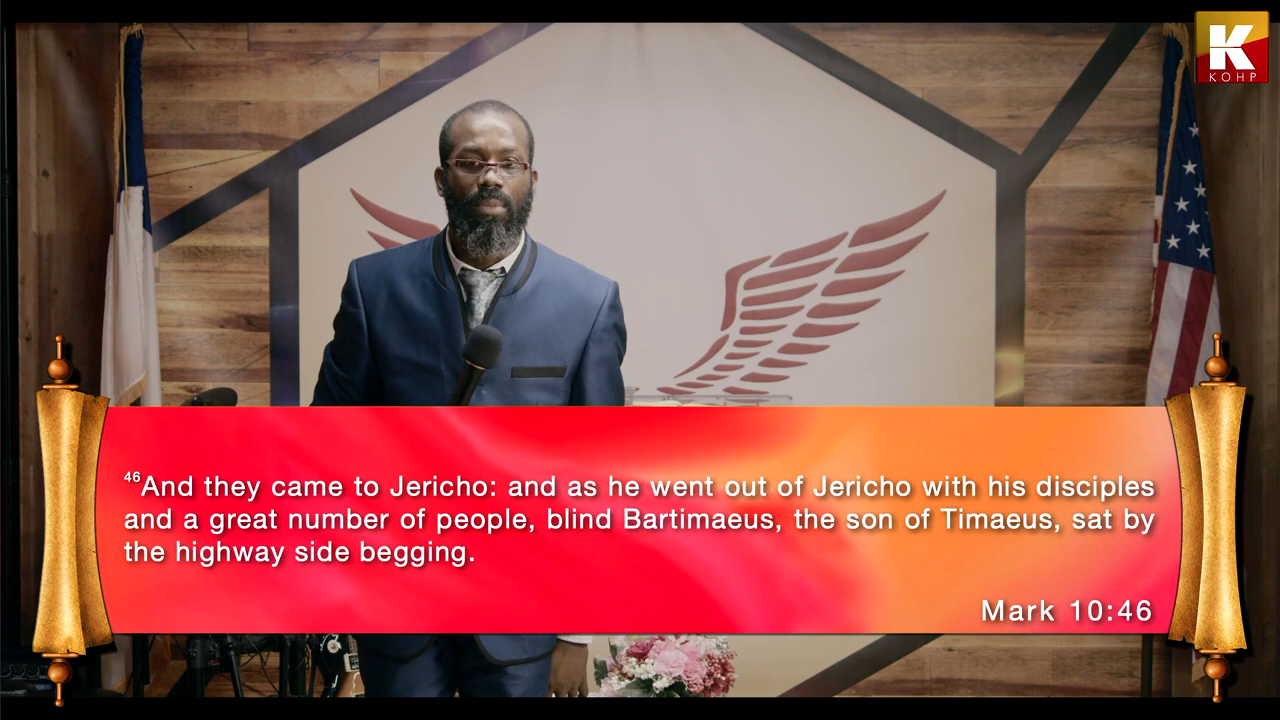 K
KOHP
46And they came to Jericho: and as he went out of Jericho with his disciples
and a great number of people, blind Bartimaeus, the son of Timaeus, sat by
the highway side begging.
Mark 10:46